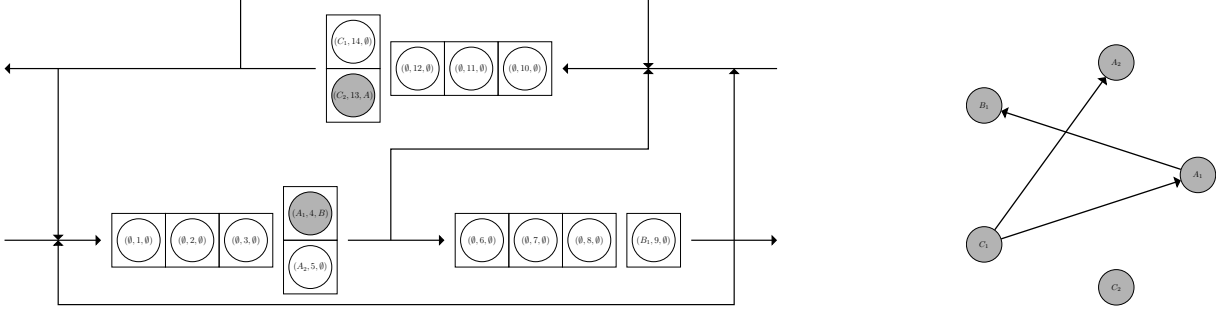 (C₁, 14, ∅)
(∅, 12, ∅) (∅, 11, ∅) (∅, 10, ∅)
(C₂, 13, A)
(A₁, 4, B)
(∅, 1, ∅) (∅, 2, ∅) (∅, 3, ∅)
(A₂, 5, ∅)
(∅, 6, ∅) (∅, 7, ∅) (∅, 8, ∅) (B₁, 9, ∅)
A₂
B₁
A₁
C₁
C₂